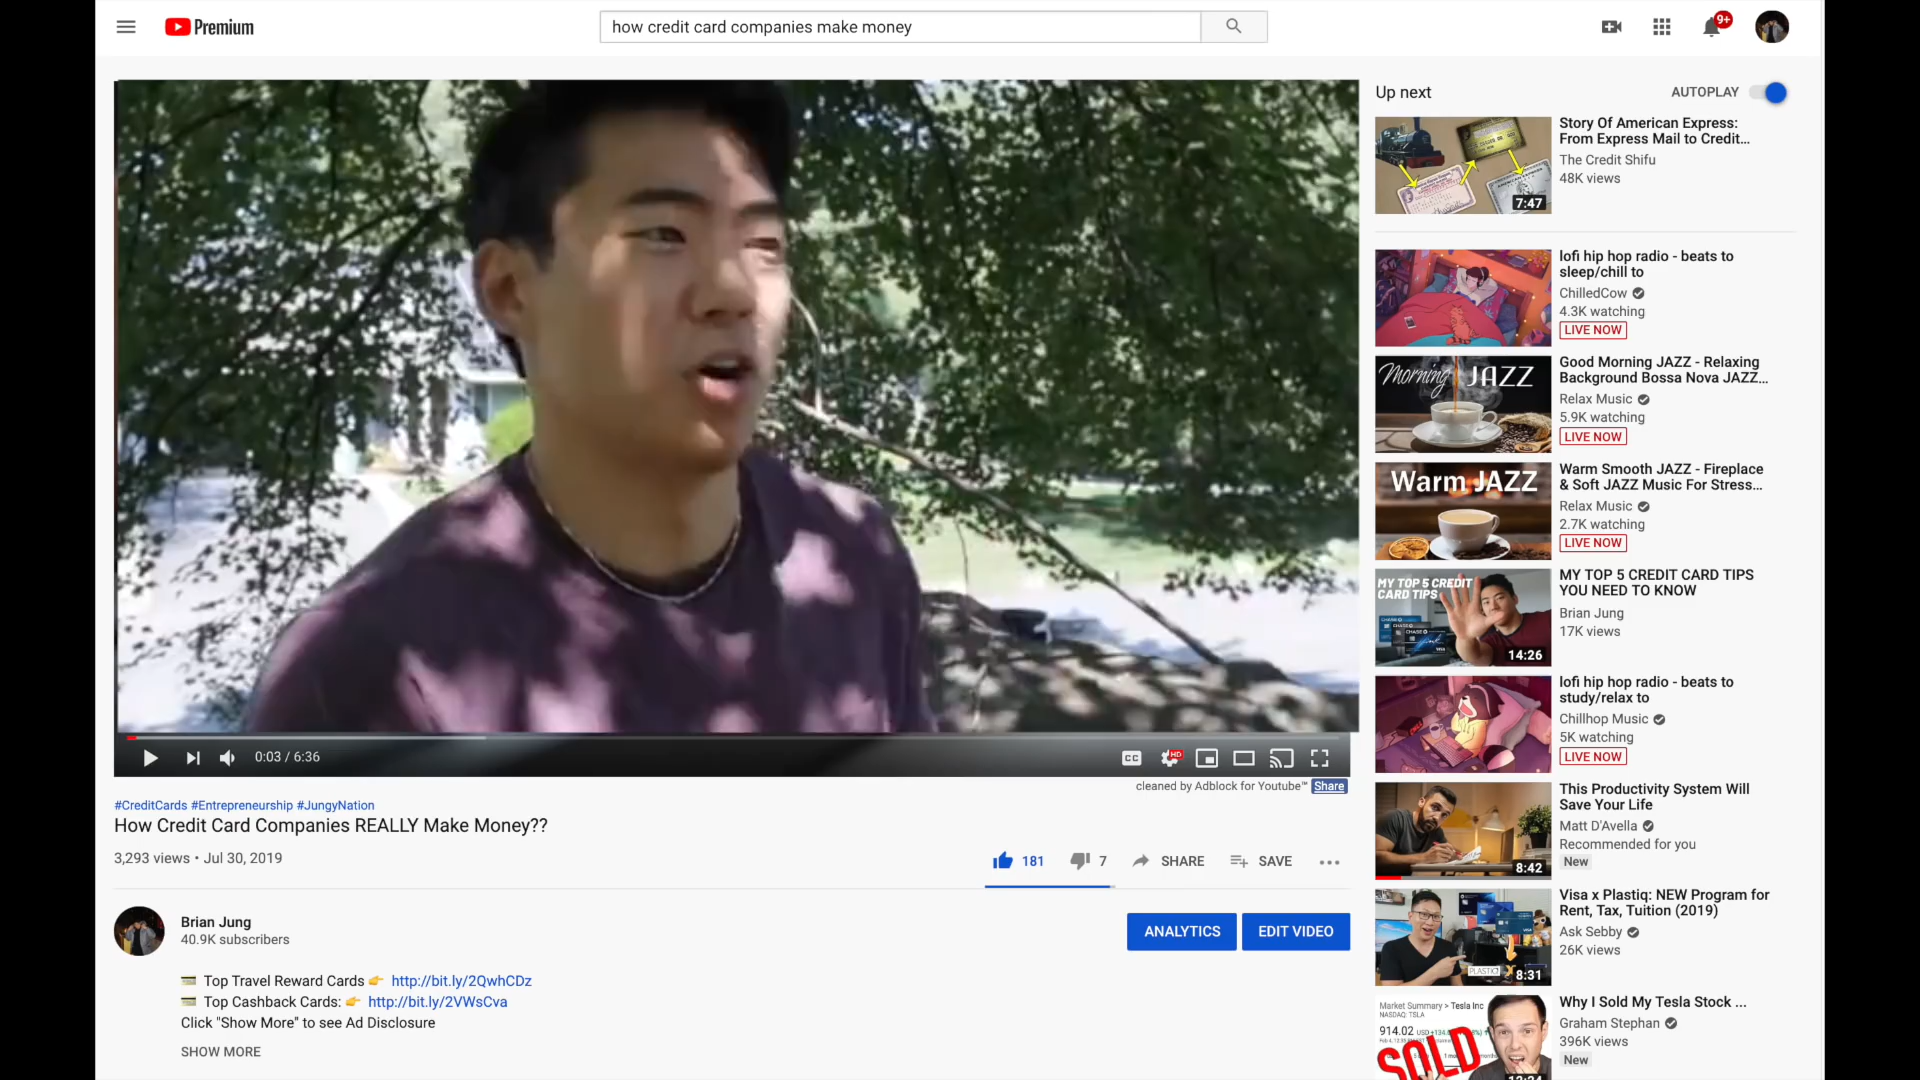 Premium
how credit card companies make money
9+
Up next
AUTOPLAY
Story Of American Express:
From Express Mail to Credit...
The Credit Shifu
48K views
7:47
lofi hip hop radio - beats to
sleep/chill to
ChilledCow
4.3K watching
LIVE NOW
Morning JAZZ
Good Morning JAZZ - Relaxing
Background Bossa Nova JAZZ...
Relax Music
5.9K watching
LIVE NOW
Warm JAZZ
Warm Smooth JAZZ - Fireplace
& Soft JAZZ Music For Stress...
Relax Music
2.7K watching
LIVE NOW
MY TOP 5 CREDIT
CARD TIPS
14:26
MY TOP 5 CREDIT CARD TIPS
YOU NEED TO KNOW
Brian Jung
17K views
lofi hip hop radio - beats to
study/relax to
Chillhop Music
5K watching
LIVE NOW
0:03 / 6:36
CC
HD
cleaned by Adblock for Youtube™ Share
#CreditCards #Entrepreneurship #JungyNation
How Credit Card Companies REALLY Make Money??
3,293 views • Jul 30, 2019
181
7
SHARE
SAVE
Brian Jung
40.9K subscribers
ANALYTICS
EDIT VIDEO
Top Travel Reward Cards http://bit.ly/2QwhCDz
Top Cashback Cards: http://bit.ly/2VWsCva
Click "Show More" to see Ad Disclosure
SHOW MORE
This Productivity System Will
Save Your Life
Matt D'Avella
Recommended for you
New
8:42
Visa x Plastiq: NEW Program for
Rent, Tax, Tuition (2019)
Ask Sebby
26K views
PLASTIQ
8:31
Market Summary > Tesla Inc
NASDAQ: TSLA
914.02
SOLD
Why I Sold My Tesla Stock ...
Graham Stephan
396K views
New